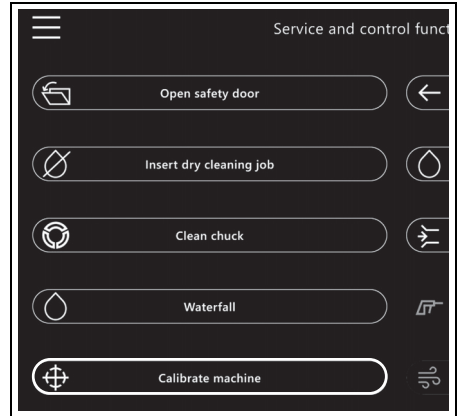 Service and control funct
Open safety door
Insert dry cleaning job
Clean chuck
Waterfall
Calibrate machine